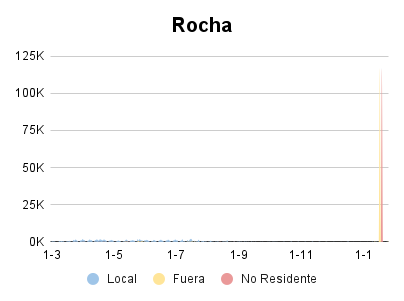 Rocha
125K
100K
75K
50K
25K
0K
1-3 1-5 1-7 1-9 1-11 1-1
Local Fuera No Residente